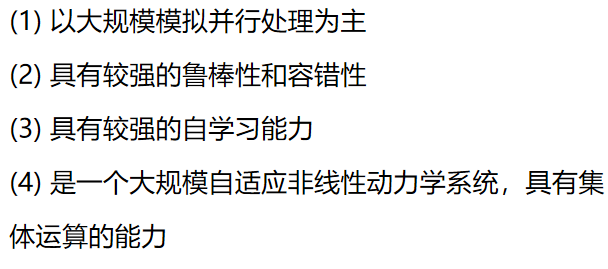 (1) 以大规模模拟并行处理为主
(2) 具有较强的鲁棒性和容错性
(3) 具有较强的自学习能力
(4) 是一个大规模自适应非线性动力学系统，具有集
体运算的能力